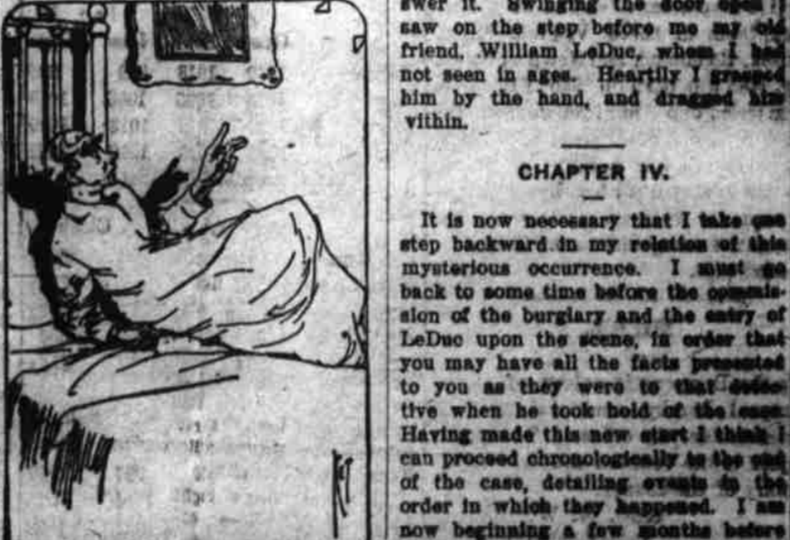 swer it. Swinging the door open I
saw on the step before me my old
friend, William LeDuc, whom I had
not seen in ages. Heartily I grasped
him by the hand, and dragged him
within.
CHAPTER IV.
It is now necessary that I take one
step backward in my relation of this
mysterious occurrence. I must go
back to some time before the commis-
sion of the burglary and the entry of
LeDuc upon the scene, in order that
you may have all the facts presented
to you as they were to that detec-
tive when he took hold of the case.
Having made this new start I think I
can proceed chronologically to the end
of the case, detailing events in the
order in which they happened. I am
now beginning a few months before